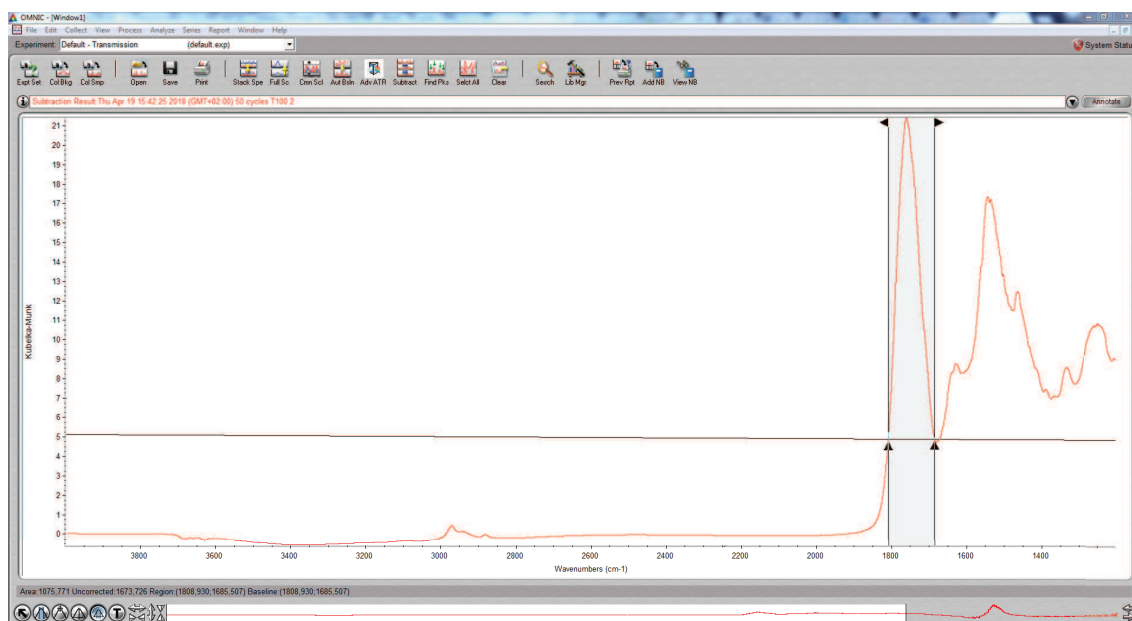 OMNIC - [Window1]
File Edit Collect View Process Analyze Series Report Window Help
Experiment: Default - Transmission (default.exp) System Statu
Expt Set Col Bkg Col Smp Open Save Print Stack Spe Full Sc Cmn Scl Aut Bsln Adv ATR Subtract Find Pks Selct All Clear Search Lib Mgr Prev Rpt Add NB View NB
Subtraction Result Thu Apr 19 15:42:25 2018 (GMT+02:00) 50 cycles T100 2 Annotate
21
20
19
18
17
16
15
14
13
12
11
10
9
8
7
6
5
4
3
2
1
0
Kubelka-Munk
3800 3600 3400 3200 3000 2800 2600 2400 2200 2000 1800 1600 1400
Wavenumbers (cm-1)
Area:1075,771 Uncorrected:1673,726 Region:(1808,930;1685,507) Baseline:(1808,930;1685,507)
T